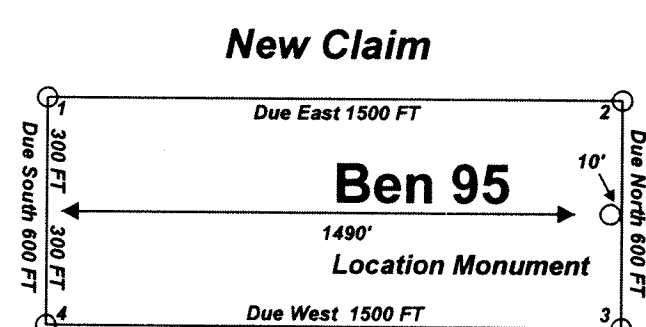 New Claim
1
Due East 1500 FT
2
Due South 600 FT
300 FT
300 FT
Ben 95
10'
Due North 600 FT
1490'
Location Monument
4
Due West 1500 FT
3